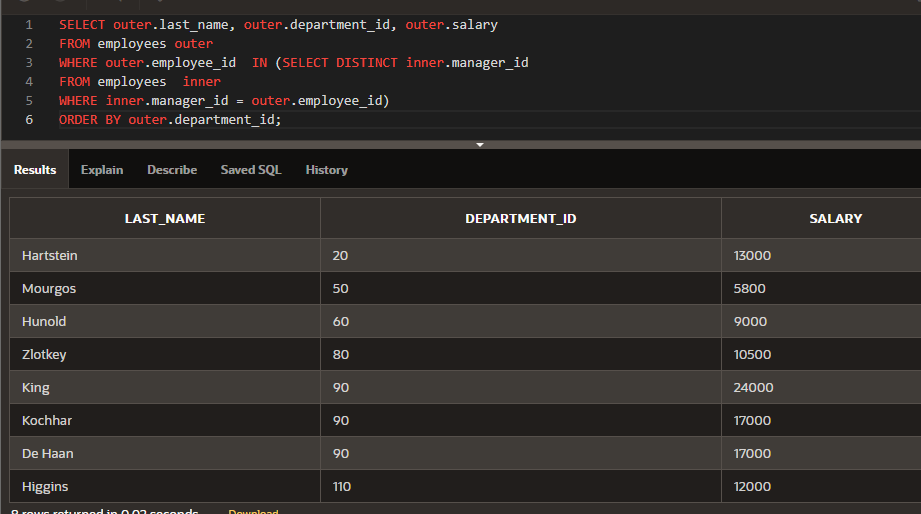 1 SELECT outer.last_name, outer.department_id, outer.salary
2 FROM employees outer
3 WHERE outer.employee_id  IN (SELECT DISTINCT inner.manager_id
4 FROM employees  inner
5 WHERE inner.manager_id = outer.employee_id)
6 ORDER BY outer.department_id;
Results Explain Describe Saved SQL History
LAST_NAME DEPARTMENT_ID SALARY
Hartstein 20 13000
Mourgos 50 5800
Hunold 60 9000
Zlotkey 80 10500
King 90 24000
Kochhar 90 17000
De Haan 90 17000
Higgins 110 12000
8 rows returned in 0.02 seconds Download